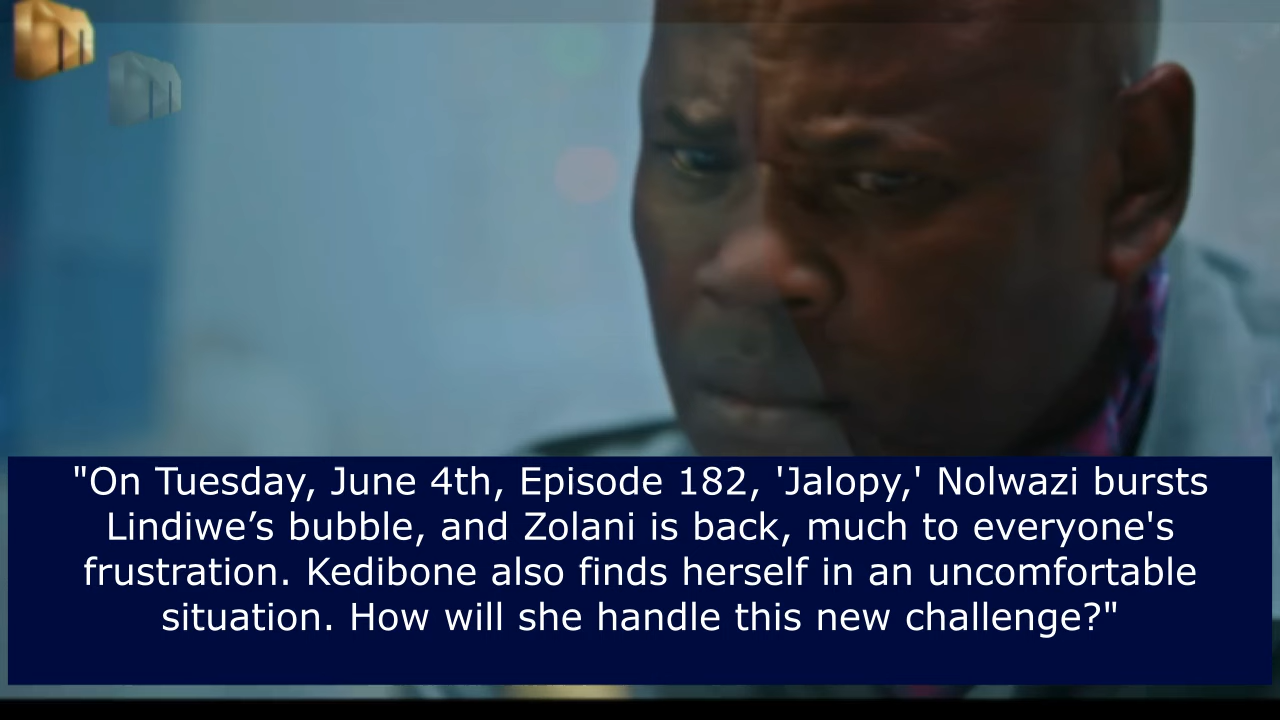 "On Tuesday, June 4th, Episode 182, 'Jalopy,' Nolwazi bursts
Lindiwe’s bubble, and Zolani is back, much to everyone's
frustration. Kedibone also finds herself in an uncomfortable
situation. How will she handle this new challenge?"